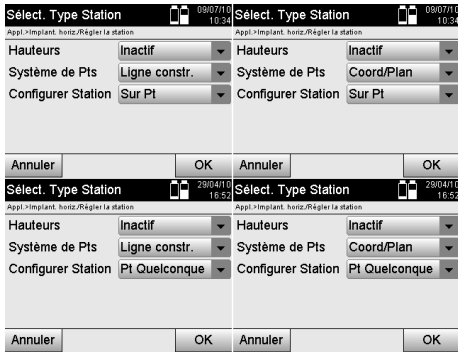 Sélect. Type Station 09/07/10 10:34
Appl.>Implant. horiz./Régler la station
Hauteurs Inactif
Système de Pts Ligne constr.
Configurer Station Sur Pt
Annuler OK
Sélect. Type Station 09/07/10 10:34
Appl.>Implant. horiz./Régler la station
Hauteurs Inactif
Système de Pts Coord/Plan
Configurer Station Sur Pt
Annuler OK
Sélect. Type Station 29/04/10 16:52
Appl.>Implant. horiz./Régler la station
Hauteurs Inactif
Système de Pts Ligne constr.
Configurer Station Pt Quelconque
Annuler OK
Sélect. Type Station 29/04/10 16:52
Appl.>Implant. horiz./Régler la station
Hauteurs Inactif
Système de Pts Coord/Plan
Configurer Station Pt Quelconque
Annuler OK